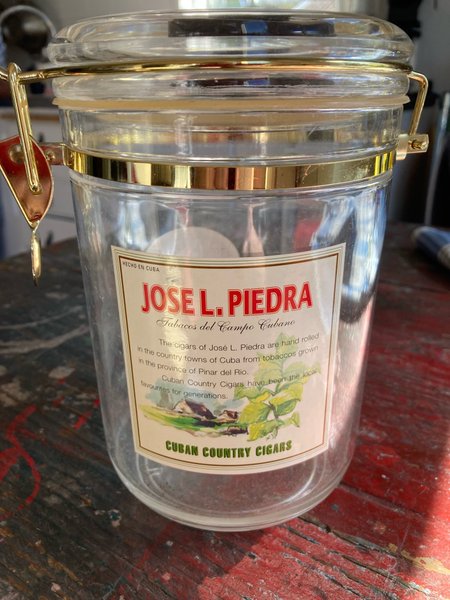 HECHO EN CUBA
JOSE L. PIEDRA
Tabacos del Campo Cubano
The cigars of José L. Piedra are hand rolled
in the country towns of Cuba from tobaccos grown
in the province of Pinar del Rio.
Cuban Country Cigars have been the local
favourites for generations.
CUBAN COUNTRY CIGARS